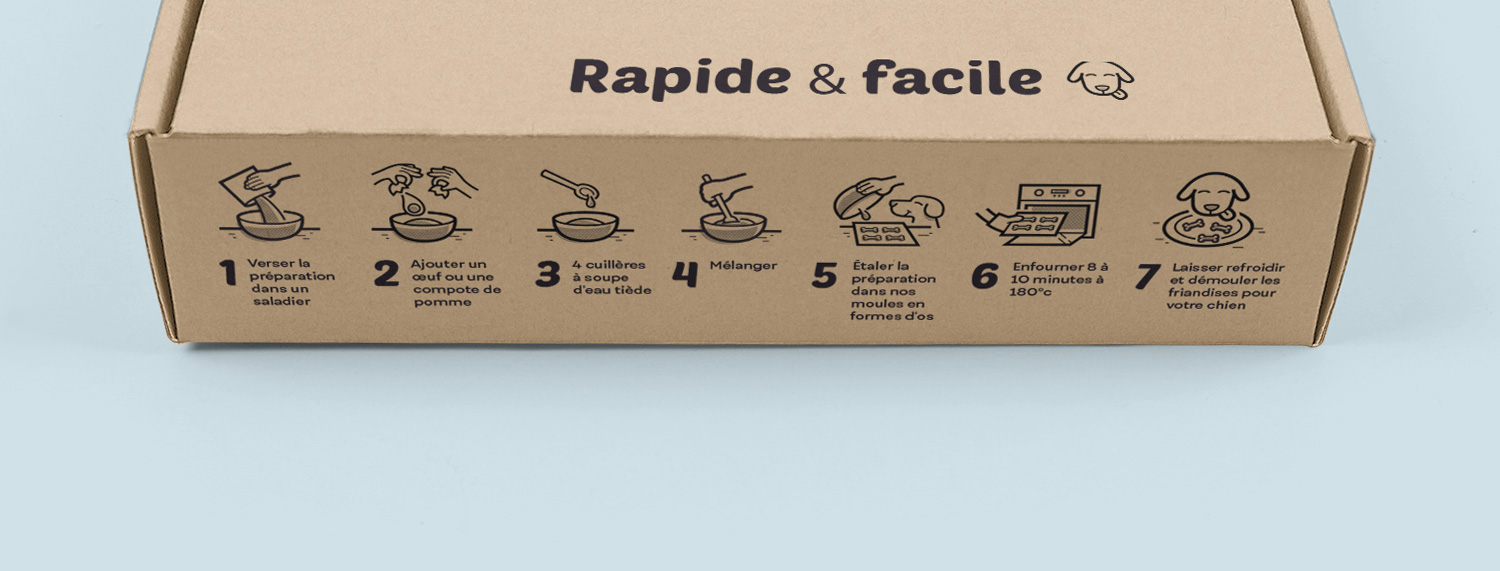 Rapide & facile
1 Verser la
préparation
dans un
saladier
2 Ajouter un
œuf ou une
compote de
pomme
3 4 cuillères
à soupe
d'eau tiède
4 Mélanger
5 Étaler la
préparation
dans nos
moules en
formes d'os
6 Enfourner 8 à
10 minutes à
180°c
7 Laisser refroidir
et démouler les
friandises pour
votre chien